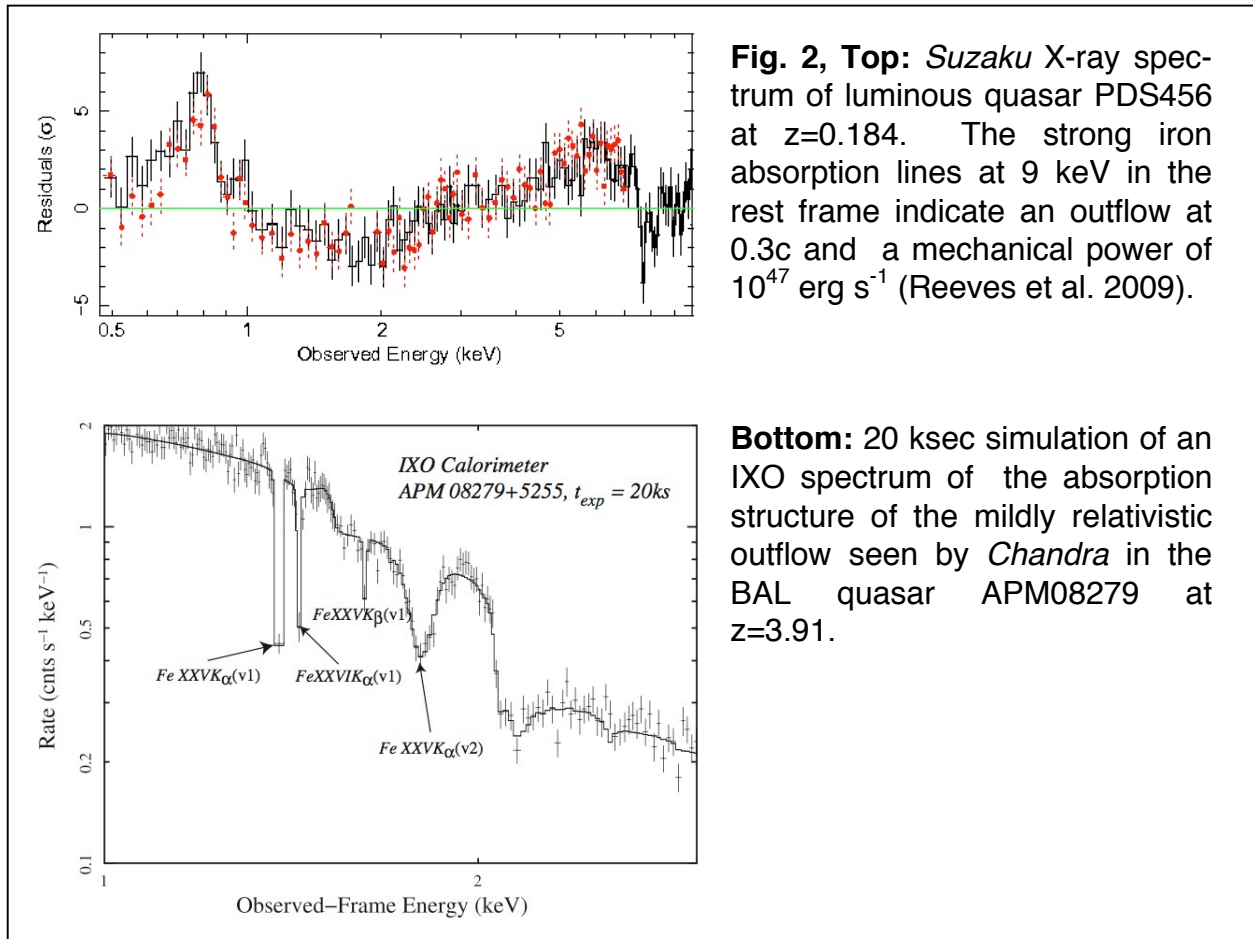 Residuals (σ)
5
0
−5
0.5
1
2
5
Observed Energy (keV)
Fig. 2, Top: Suzaku X-ray spec-
trum of luminous quasar PDS456
at z=0.184. The strong iron
absorption lines at 9 keV in the
rest frame indicate an outflow at
0.3c and a mechanical power of
10⁴⁷ erg s⁻¹ (Reeves et al. 2009).
Rate (cnts s⁻¹ keV⁻¹)
2
1
0.5
0.2
0.1
IXO Calorimeter
APM 08279+5255, t_exp = 20ks
FeXXVK_β(v1)
Fe XXVK_α(v1)
FeXXVIK_α(v1)
Fe XXVK_α(v2)
1
2
Observed−Frame Energy (keV)
Bottom: 20 ksec simulation of an
IXO spectrum of the absorption
structure of the mildly relativistic
outflow seen by Chandra in the
BAL quasar APM08279 at
z=3.91.